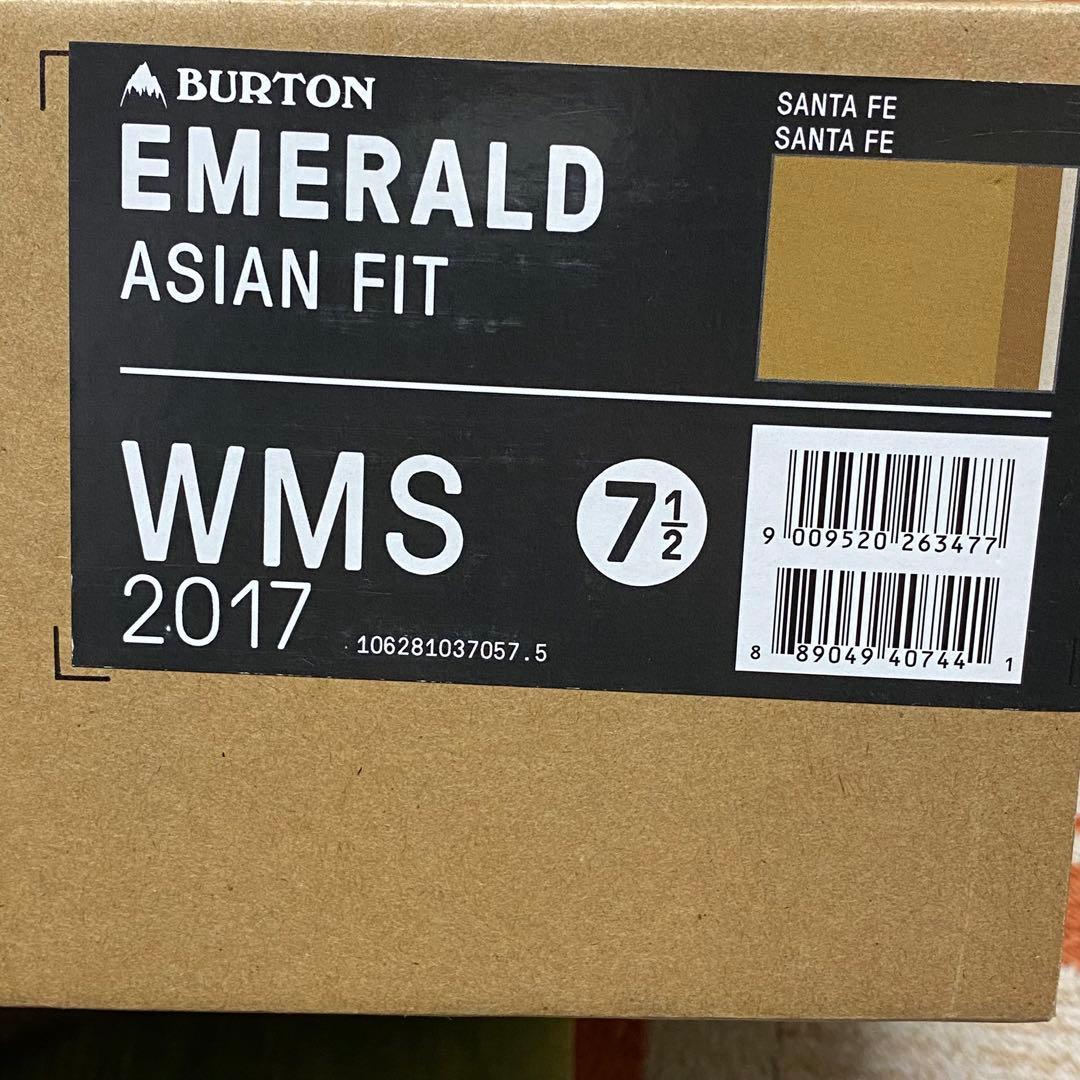 BURTON
EMERALD
ASIAN FIT
SANTA FE
SANTA FE
WMS
7 1/2
2017
106281037057.5
9 009520 263477
8 89049 40744 1